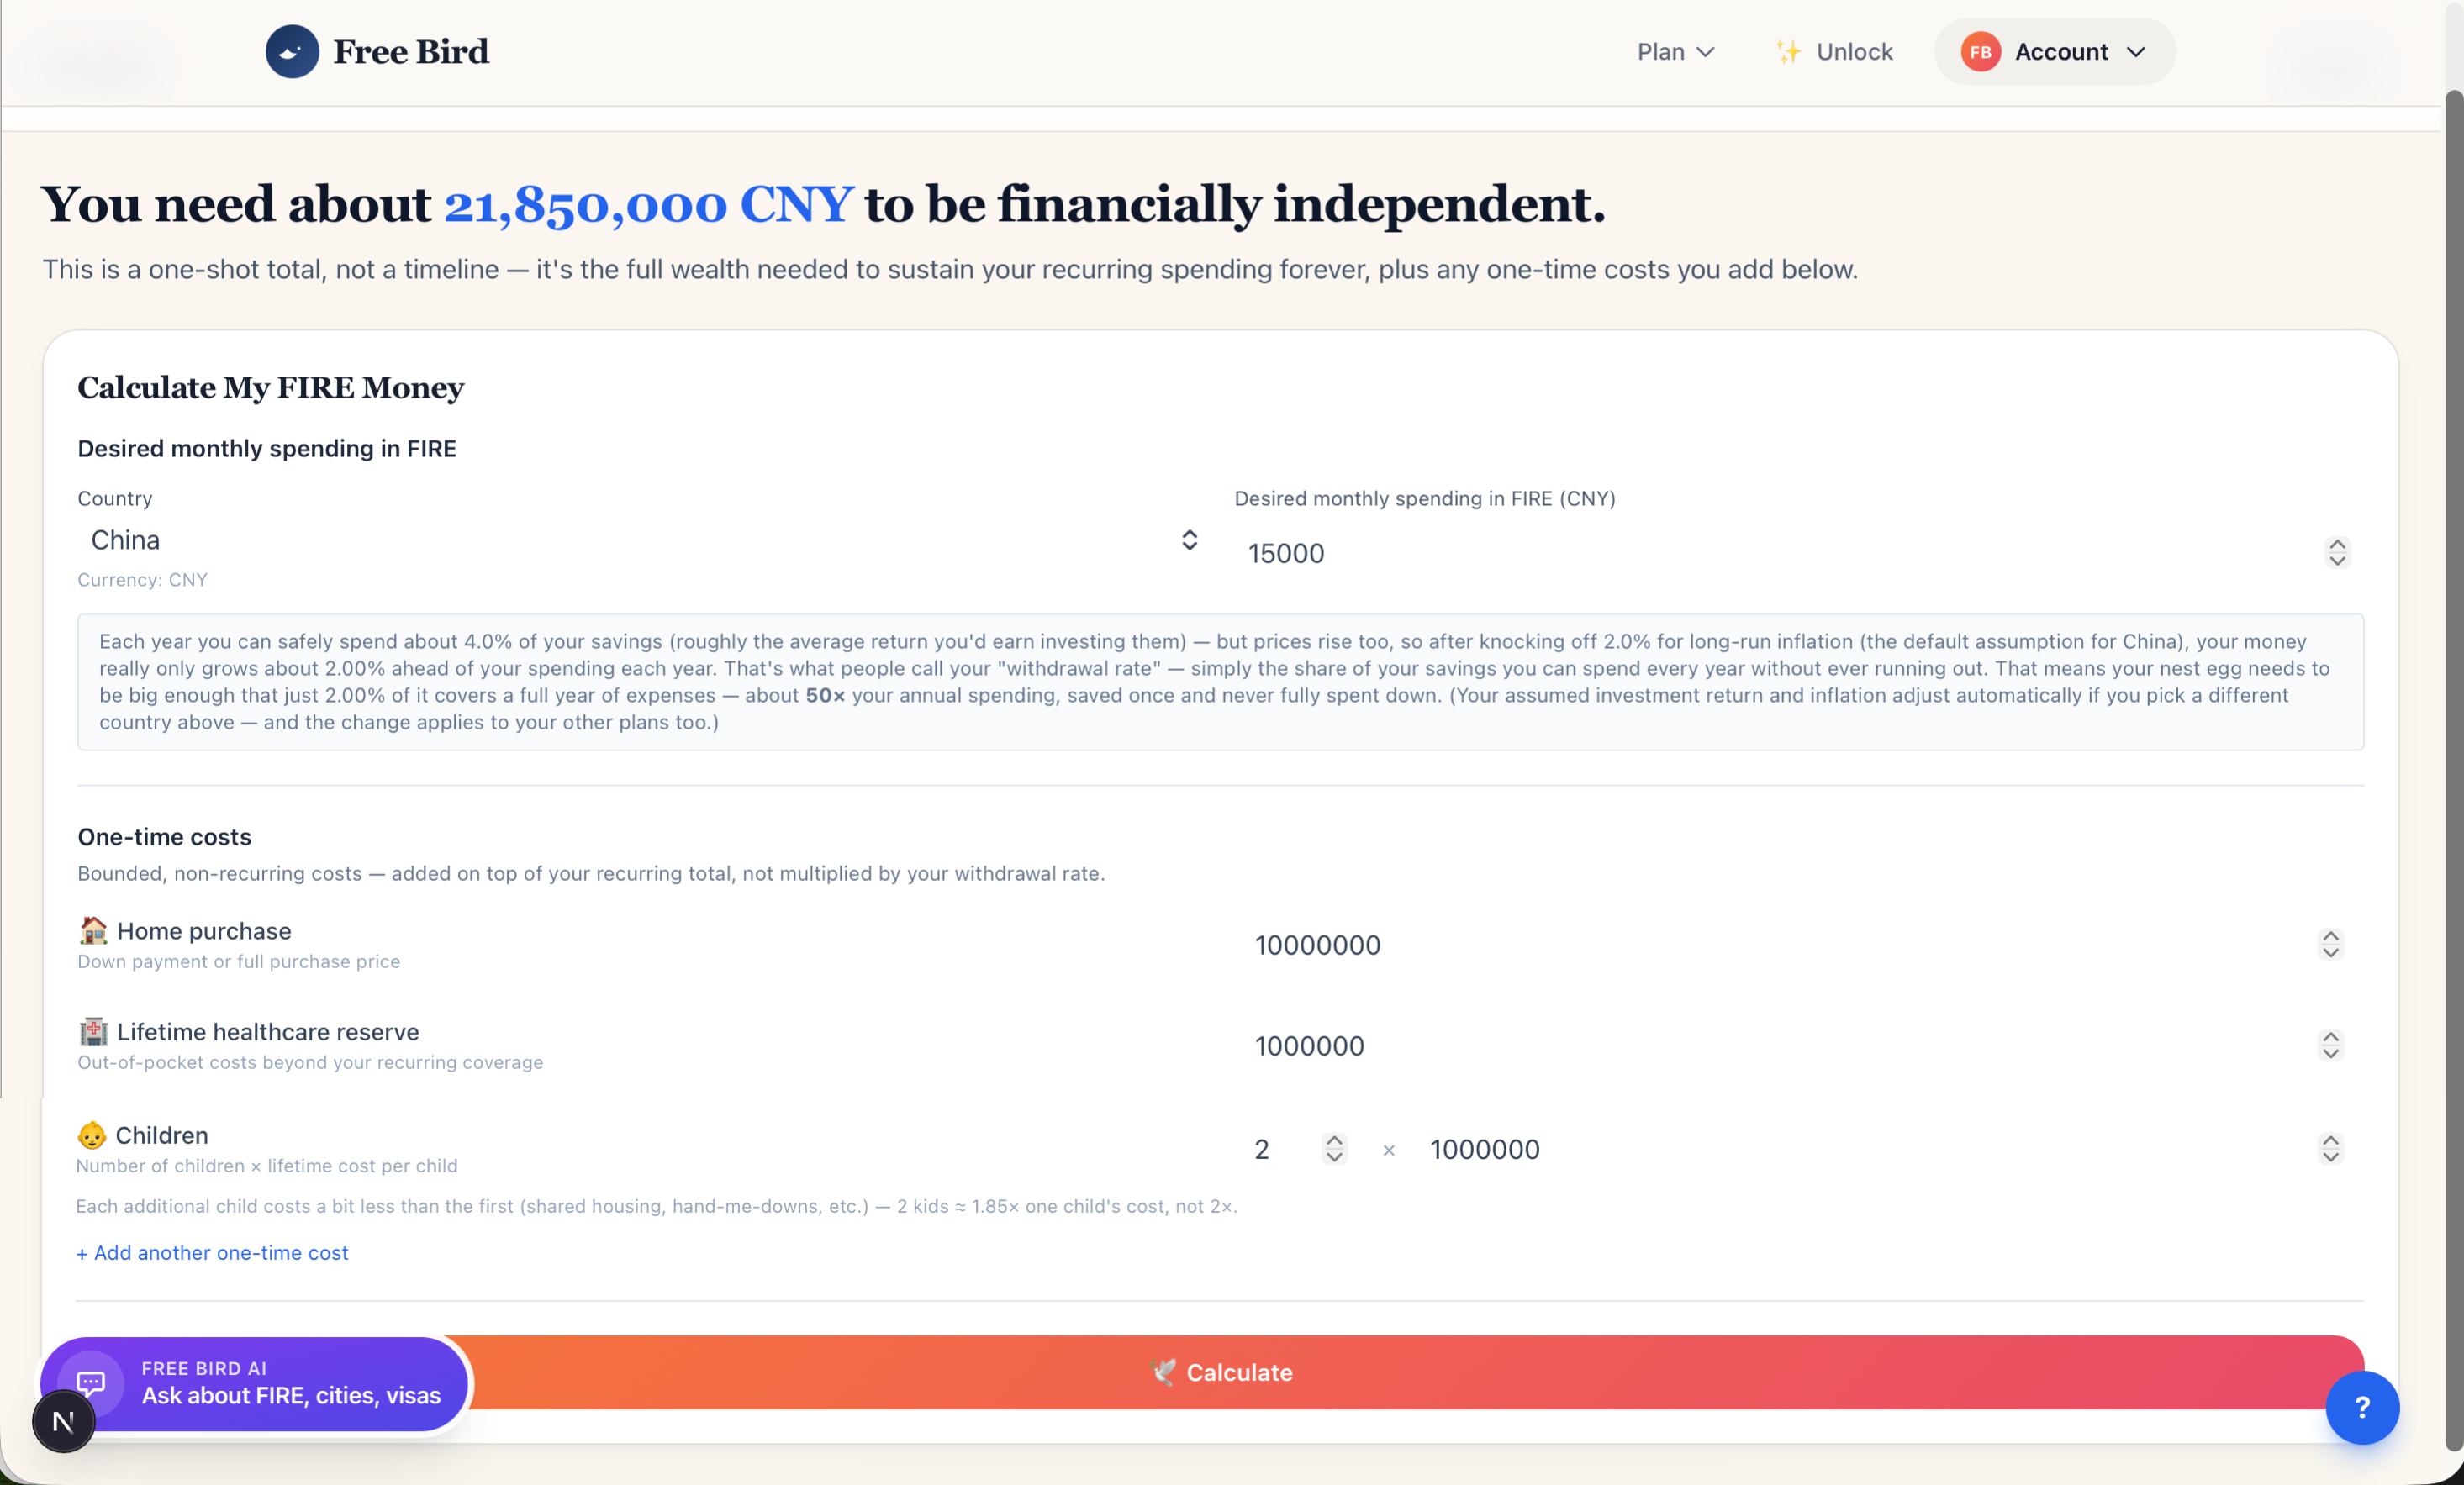 Free Bird
Plan
✨ Unlock
FB
Account
You need about 21,850,000 CNY to be financially independent.
This is a one-shot total, not a timeline — it's the full wealth needed to sustain your recurring spending forever, plus any one-time costs you add below.
Calculate My FIRE Money
Desired monthly spending in FIRE
Country
China
Currency: CNY
Desired monthly spending in FIRE (CNY)
15000
Each year you can safely spend about 4.0% of your savings (roughly the average return you'd earn investing them) — but prices rise too, so after knocking off 2.0% for long-run inflation (the default assumption for China), your money
really only grows about 2.00% ahead of your spending each year. That's what people call your "withdrawal rate" — simply the share of your savings you can spend every year without ever running out. That means your nest egg needs to
be big enough that just 2.00% of it covers a full year of expenses — about 50× your annual spending, saved once and never fully spent down. (Your assumed investment return and inflation adjust automatically if you pick a different
country above — and the change applies to your other plans too.)
One-time costs
Bounded, non-recurring costs — added on top of your recurring total, not multiplied by your withdrawal rate.
🏠 Home purchase
Down payment or full purchase price
10000000
🏥 Lifetime healthcare reserve
Out-of-pocket costs beyond your recurring coverage
1000000
👶 Children
Number of children × lifetime cost per child
2 × 1000000
Each additional child costs a bit less than the first (shared housing, hand-me-downs, etc.) — 2 kids ≈ 1.85× one child's cost, not 2×.
+ Add another one-time cost
🕊 Calculate
FREE BIRD AI
Ask about FIRE, cities, visas
N
?